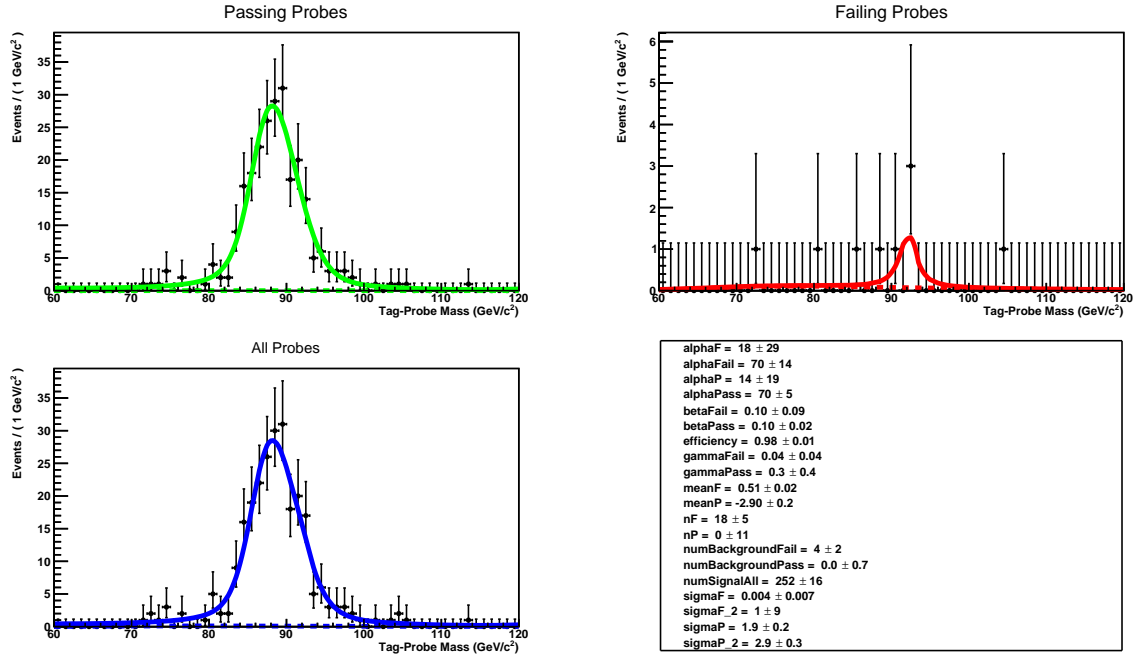 Passing Probes
Events / ( 1 GeV/c² )
35
30
25
20
15
10
5
0
60 70 80 90 100 110 120
Tag-Probe Mass (GeV/c²)
Failing Probes
Events / ( 1 GeV/c² )
6
5
4
3
2
1
0
60 70 80 90 100 110 120
Tag-Probe Mass (GeV/c²)
All Probes
Events / ( 1 GeV/c² )
35
30
25
20
15
10
5
0
60 70 80 90 100 110 120
Tag-Probe Mass (GeV/c²)
alphaF = 18 ± 29
alphaFail = 70 ± 14
alphaP = 14 ± 19
alphaPass = 70 ± 5
betaFail = 0.10 ± 0.09
betaPass = 0.10 ± 0.02
efficiency = 0.98 ± 0.01
gammaFail = 0.04 ± 0.04
gammaPass = 0.3 ± 0.4
meanF = 0.51 ± 0.02
meanP = -2.90 ± 0.2
nF = 18 ± 5
nP = 0 ± 11
numBackgroundFail = 4 ± 2
numBackgroundPass = 0.0 ± 0.7
numSignalAll = 252 ± 16
sigmaF = 0.004 ± 0.007
sigmaF_2 = 1 ± 9
sigmaP = 1.9 ± 0.2
sigmaP_2 = 2.9 ± 0.3